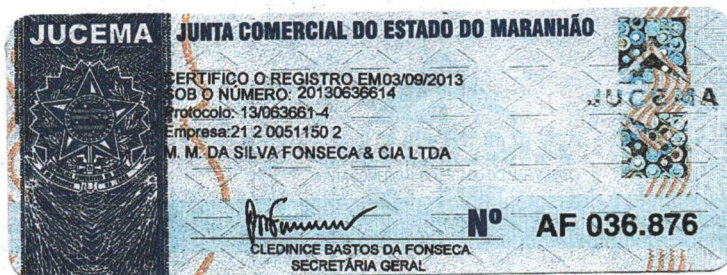 JUCEMA
JUNTA COMERCIAL DO ESTADO DO MARANHÃO
CERTIFICO O REGISTRO EM03/09/2013
SOB O NÚMERO: 20130636614
Protocolo: 13/063661-4
Empresa:21 2 0051150 2
M. M. DA SILVA FONSECA & CIA LTDA
JUCEMA
Nº AF 036.876
CLEDINICE BASTOS DA FONSECA
SECRETÁRIA GERAL